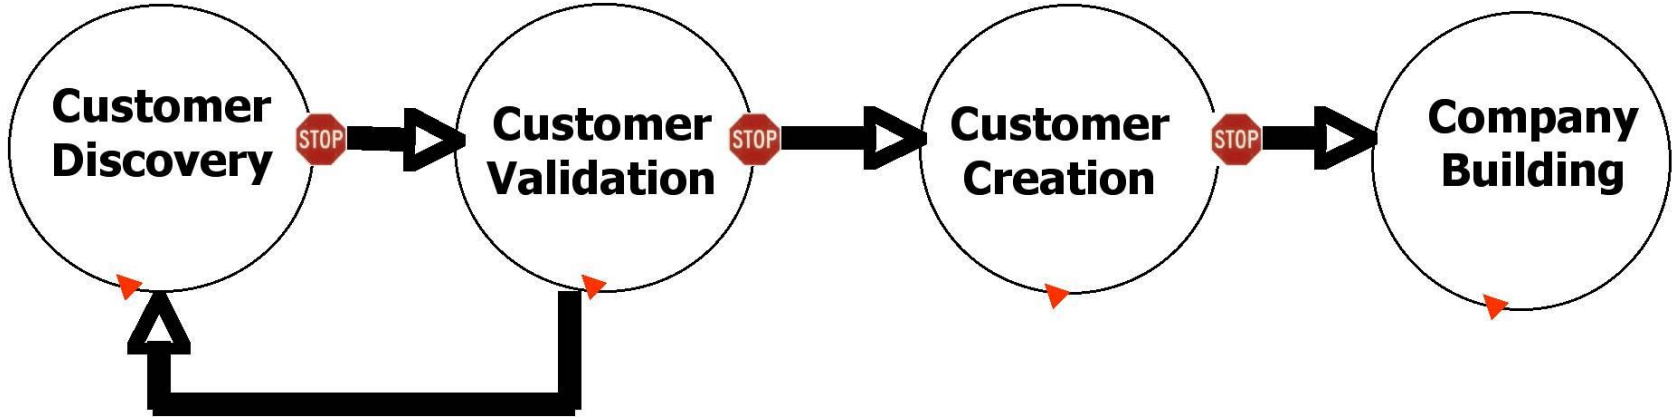 Customer
Discovery
STOP
Customer
Validation
STOP
Customer
Creation
STOP
Company
Building